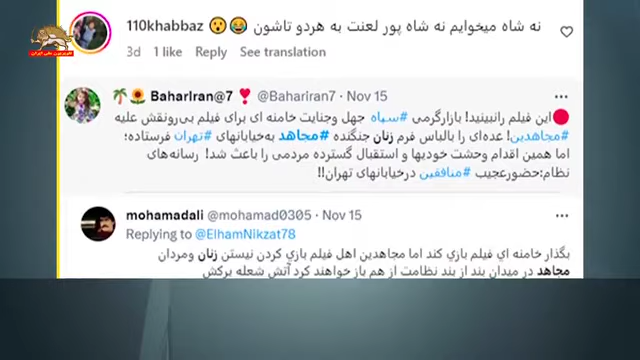 110khabbaz نه شاه میخوایم نه شاه پور لعنت به هردو تاشون 😂😮
3d 1 like Reply See translation
🌴🌻 BaharIran@7 ❣️ @BaharIran7 · Nov 15
🔴این فیلم رانبینید! بازارگرمی #سپاه جهل وجنایت خامنه ای برای فیلم بی‌رونقش علیه
#مجاهدین! عده‌ای را بالباس فرم زنان جنگنده #مجاهد به‌خیابانهای #تهران فرستاده؛
اما همین اقدام وحشت خودیها و استقبال گسترده مردمی را باعث شد! رسانه‌های
نظام:حضورعجیب #منافقین درخیابانهای تهران!!
mohamadali @mohamad0305 · Nov 15
Replying to @ElhamNikzat78
بگذار خامنه اي فیلم بازي کند اما مجاهدین اهل فیلم بازي کردن نیستن زنان ومردان
مجاهد در میدان بند از بند نظامت از هم باز خواهند کرد آتش شعله برکش